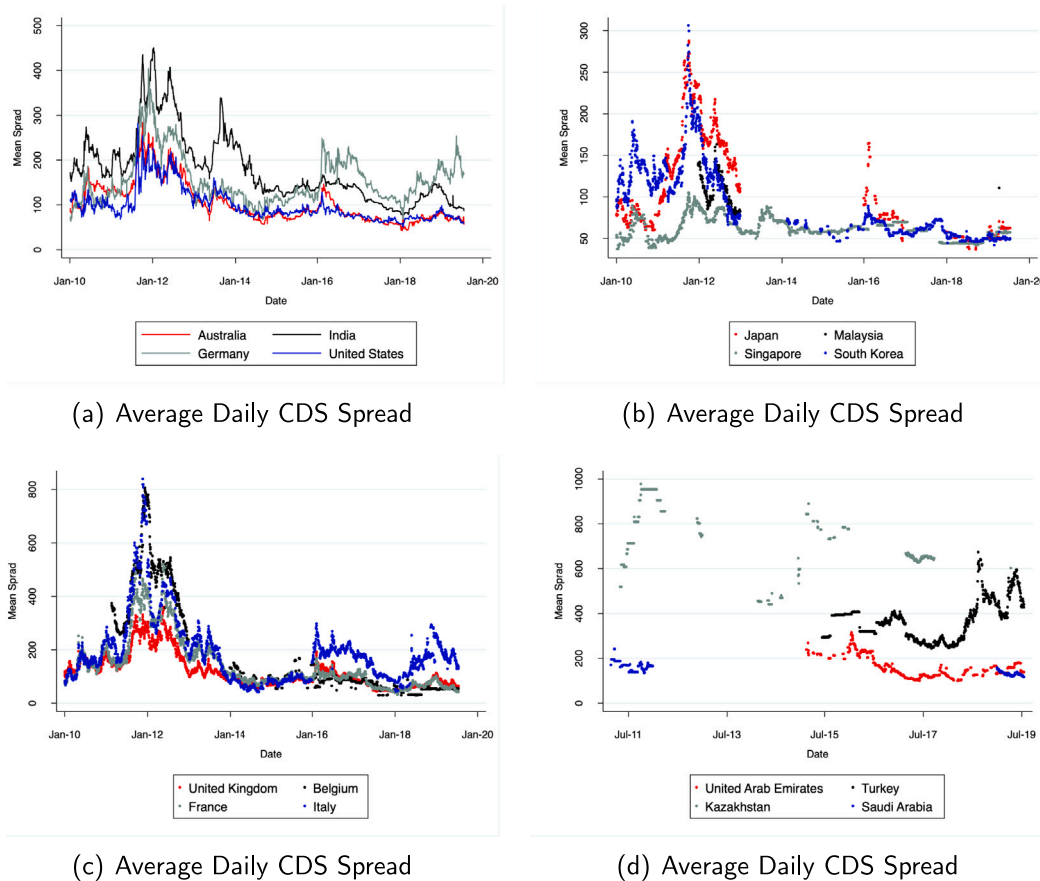 500
400
300
200
100
0
Mean Sprad
Jan-10 Jan-12 Jan-14 Jan-16 Jan-18 Jan-20
Date
Australia India
Germany United States
(a) Average Daily CDS Spread
300
250
200
150
100
50
Mean Sprad
Jan-10 Jan-12 Jan-14 Jan-16 Jan-18 Jan-20
Date
Japan Malaysia
Singapore South Korea
(b) Average Daily CDS Spread
800
600
400
200
0
Mean Sprad
Jan-10 Jan-12 Jan-14 Jan-16 Jan-18 Jan-20
Date
United Kingdom Belgium
France Italy
(c) Average Daily CDS Spread
1000
800
600
400
200
0
Mean Sprad
Jul-11 Jul-13 Jul-15 Jul-17 Jul-19
Date
United Arab Emirates Turkey
Kazakhstan Saudi Arabia
(d) Average Daily CDS Spread